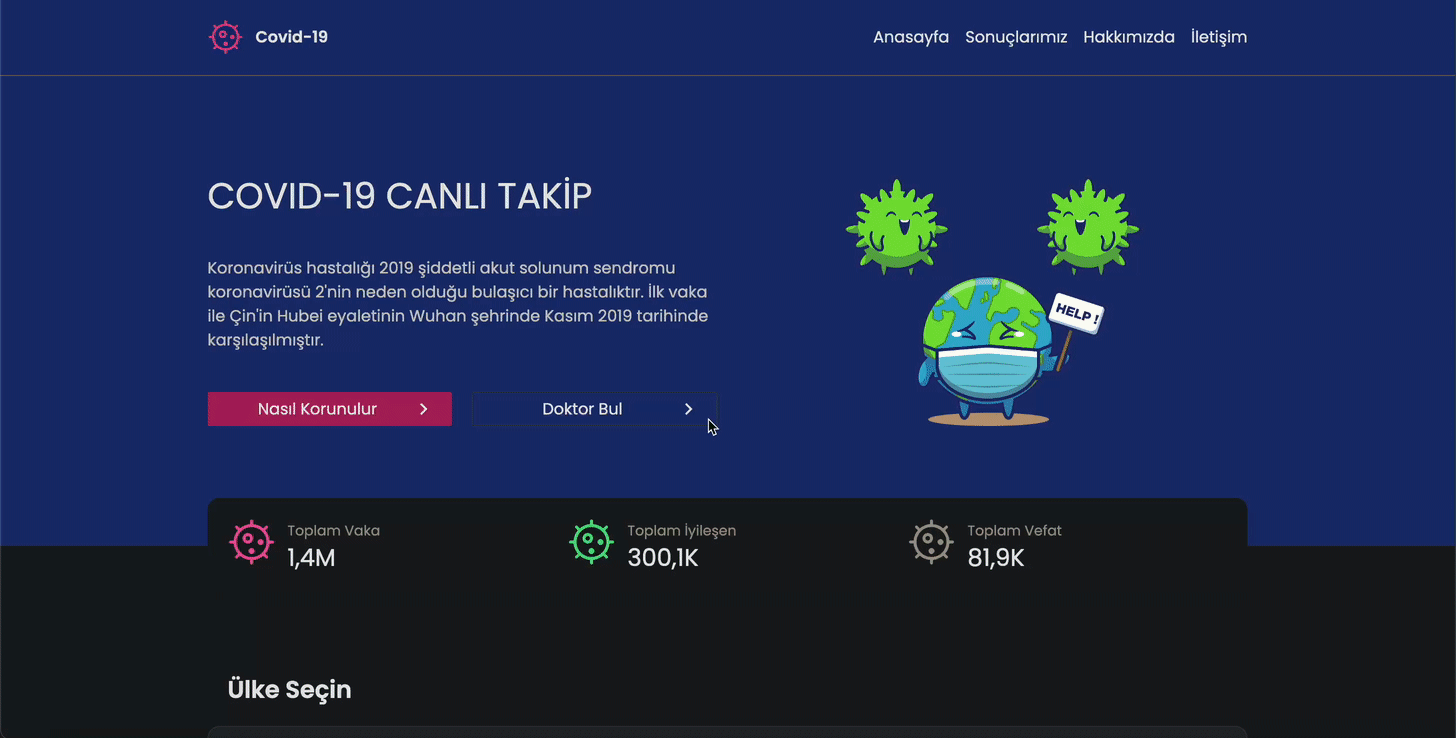 Covid-19
Anasayfa Sonuçlarımız Hakkımızda İletişim
COVID-19 CANLI TAKİP
Koronavirüs hastalığı 2019 şiddetli akut solunum sendromu
koronavirüsü 2'nin neden olduğu bulaşıcı bir hastalıktır. İlk vaka
ile Çin'in Hubei eyaletinin Wuhan şehrinde Kasım 2019 tarihinde
karşılaşılmıştır.
HELP !
Nasıl Korunulur
Doktor Bul
Toplam Vaka
1,4M
Toplam İyileşen
300,1K
Toplam Vefat
81,9K
Ülke Seçin